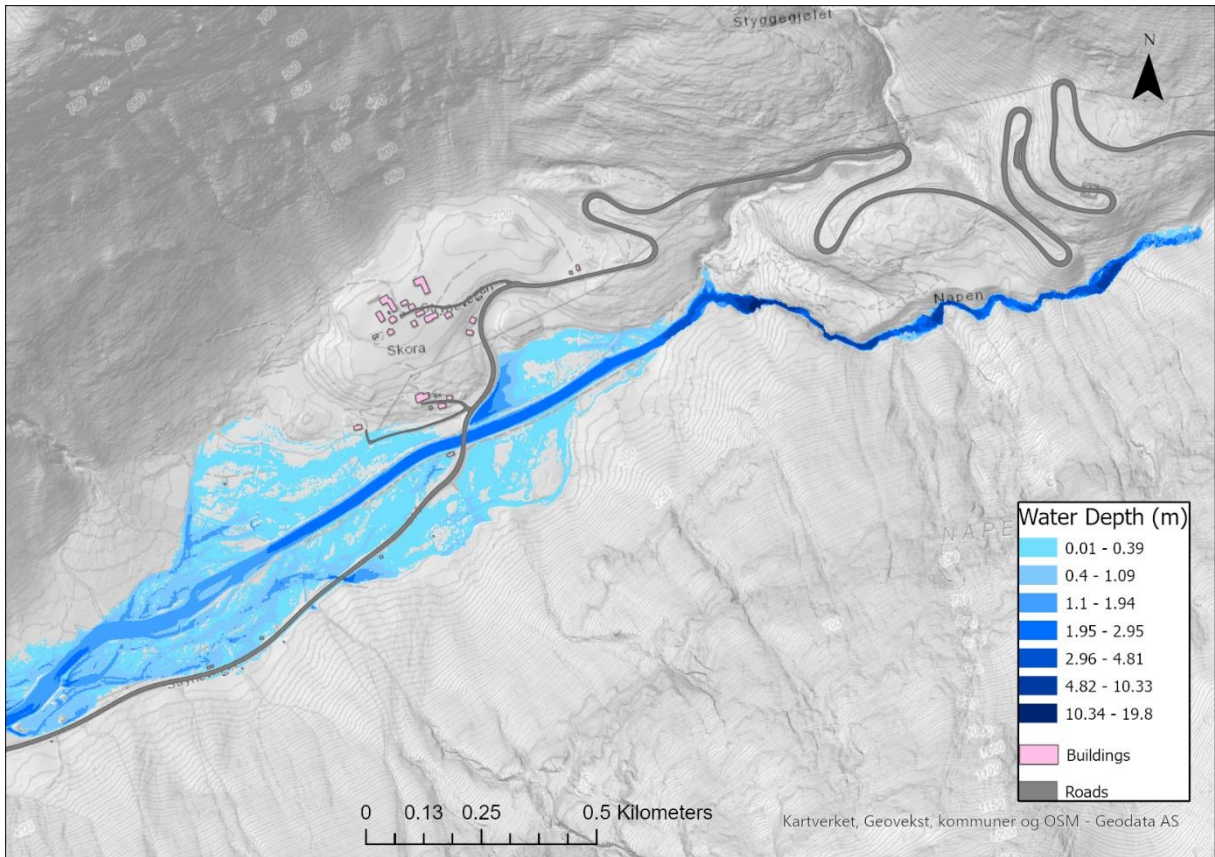 Styggegjølet
N
200
Napen
Skora
NAPE
Water Depth (m)
0.01 - 0.39
0.4 - 1.09
1.1 - 1.94
1.95 - 2.95
2.96 - 4.81
4.82 - 10.33
10.34 - 19.8
Buildings
Roads
0 0.13 0.25 0.5 Kilometers
Kartverket, Geovekst, kommuner og OSM - Geodata AS